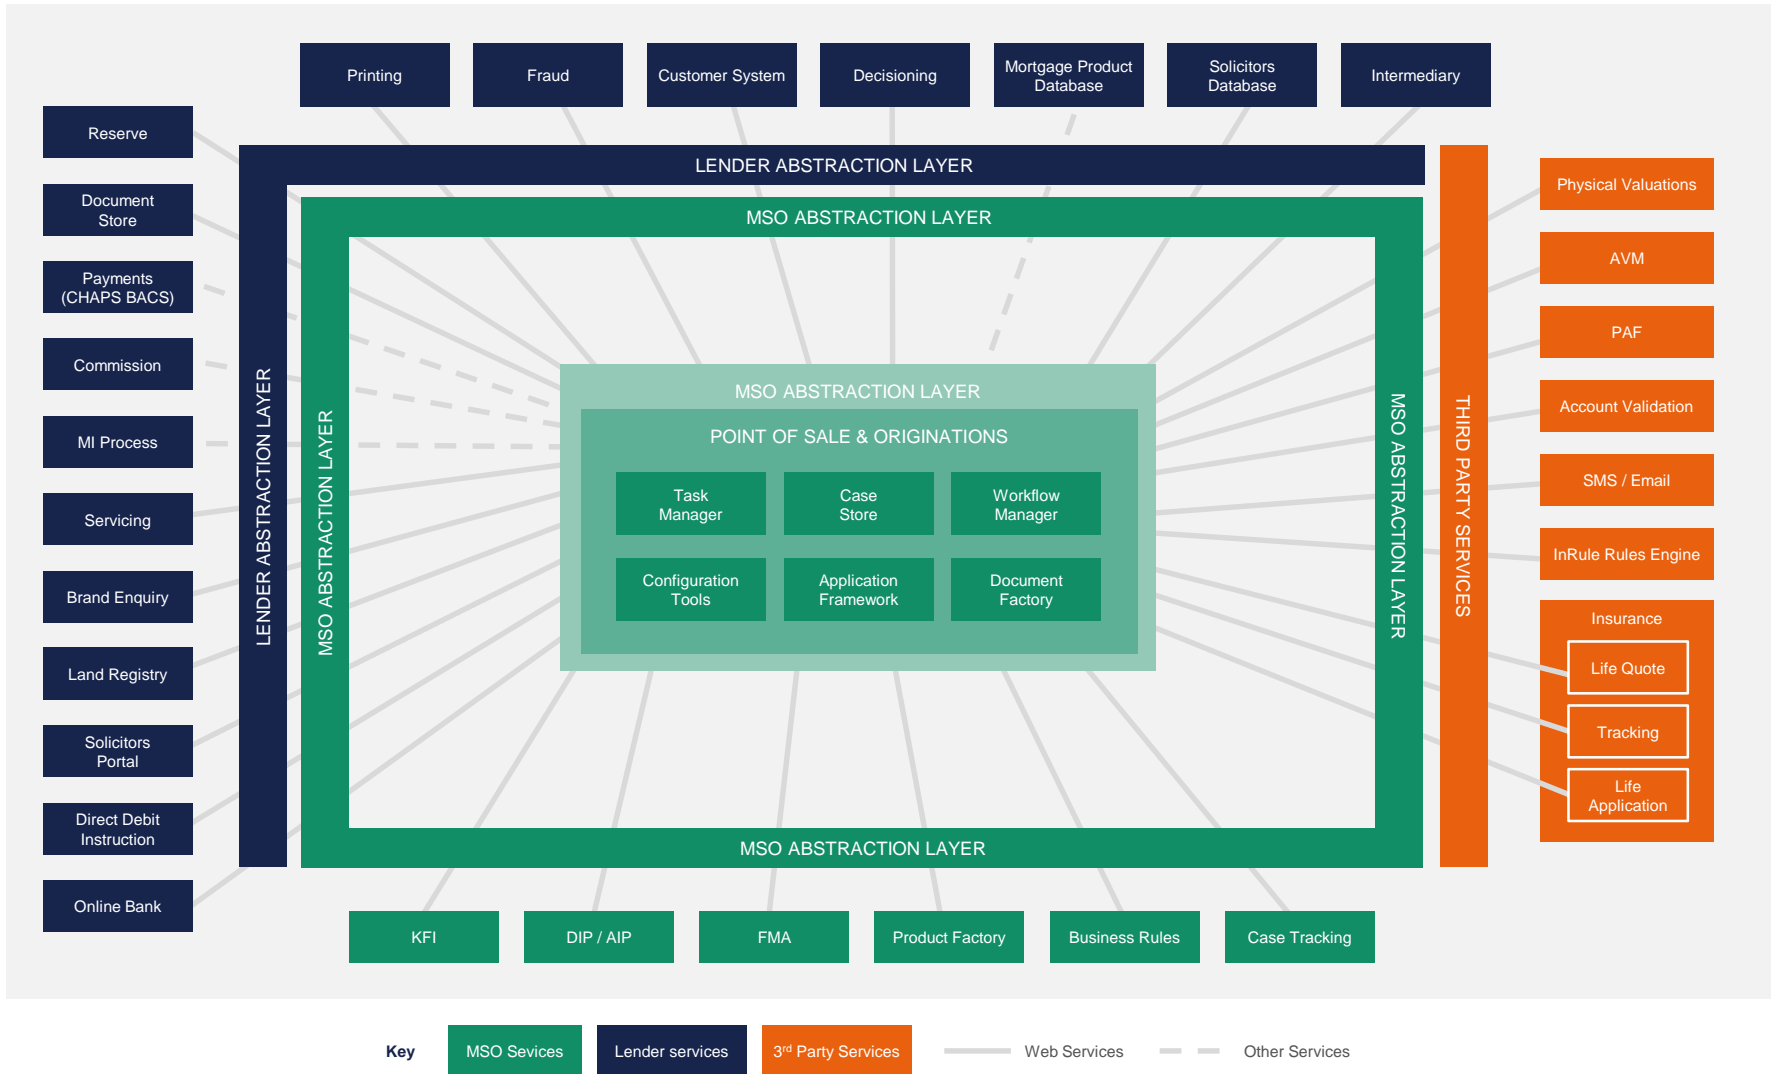 Printing
Fraud
Customer System
Decisioning
Mortgage Product
Database
Solicitors
Database
Intermediary
Reserve
Document
Store
Payments
(CHAPS BACS)
Commission
MI Process
Servicing
Brand Enquiry
Land Registry
Solicitors
Portal
Direct Debit
Instruction
Online Bank
LENDER ABSTRACTION LAYER
LENDER ABSTRACTION LAYER
MSO ABSTRACTION LAYER
MSO ABSTRACTION LAYER
MSO ABSTRACTION LAYER
POINT OF SALE & ORIGINATIONS
Task
Manager
Case
Store
Workflow
Manager
Configuration
Tools
Application
Framework
Document
Factory
MSO ABSTRACTION LAYER
MSO ABSTRACTION LAYER
THIRD PARTY SERVICES
Physical Valuations
AVM
PAF
Account Validation
SMS / Email
InRule Rules Engine
Insurance
Life Quote
Tracking
Life
Application
KFI
DIP / AIP
FMA
Product Factory
Business Rules
Case Tracking
Key
MSO Sevices
Lender services
3rd Party Services
Web Services
Other Services